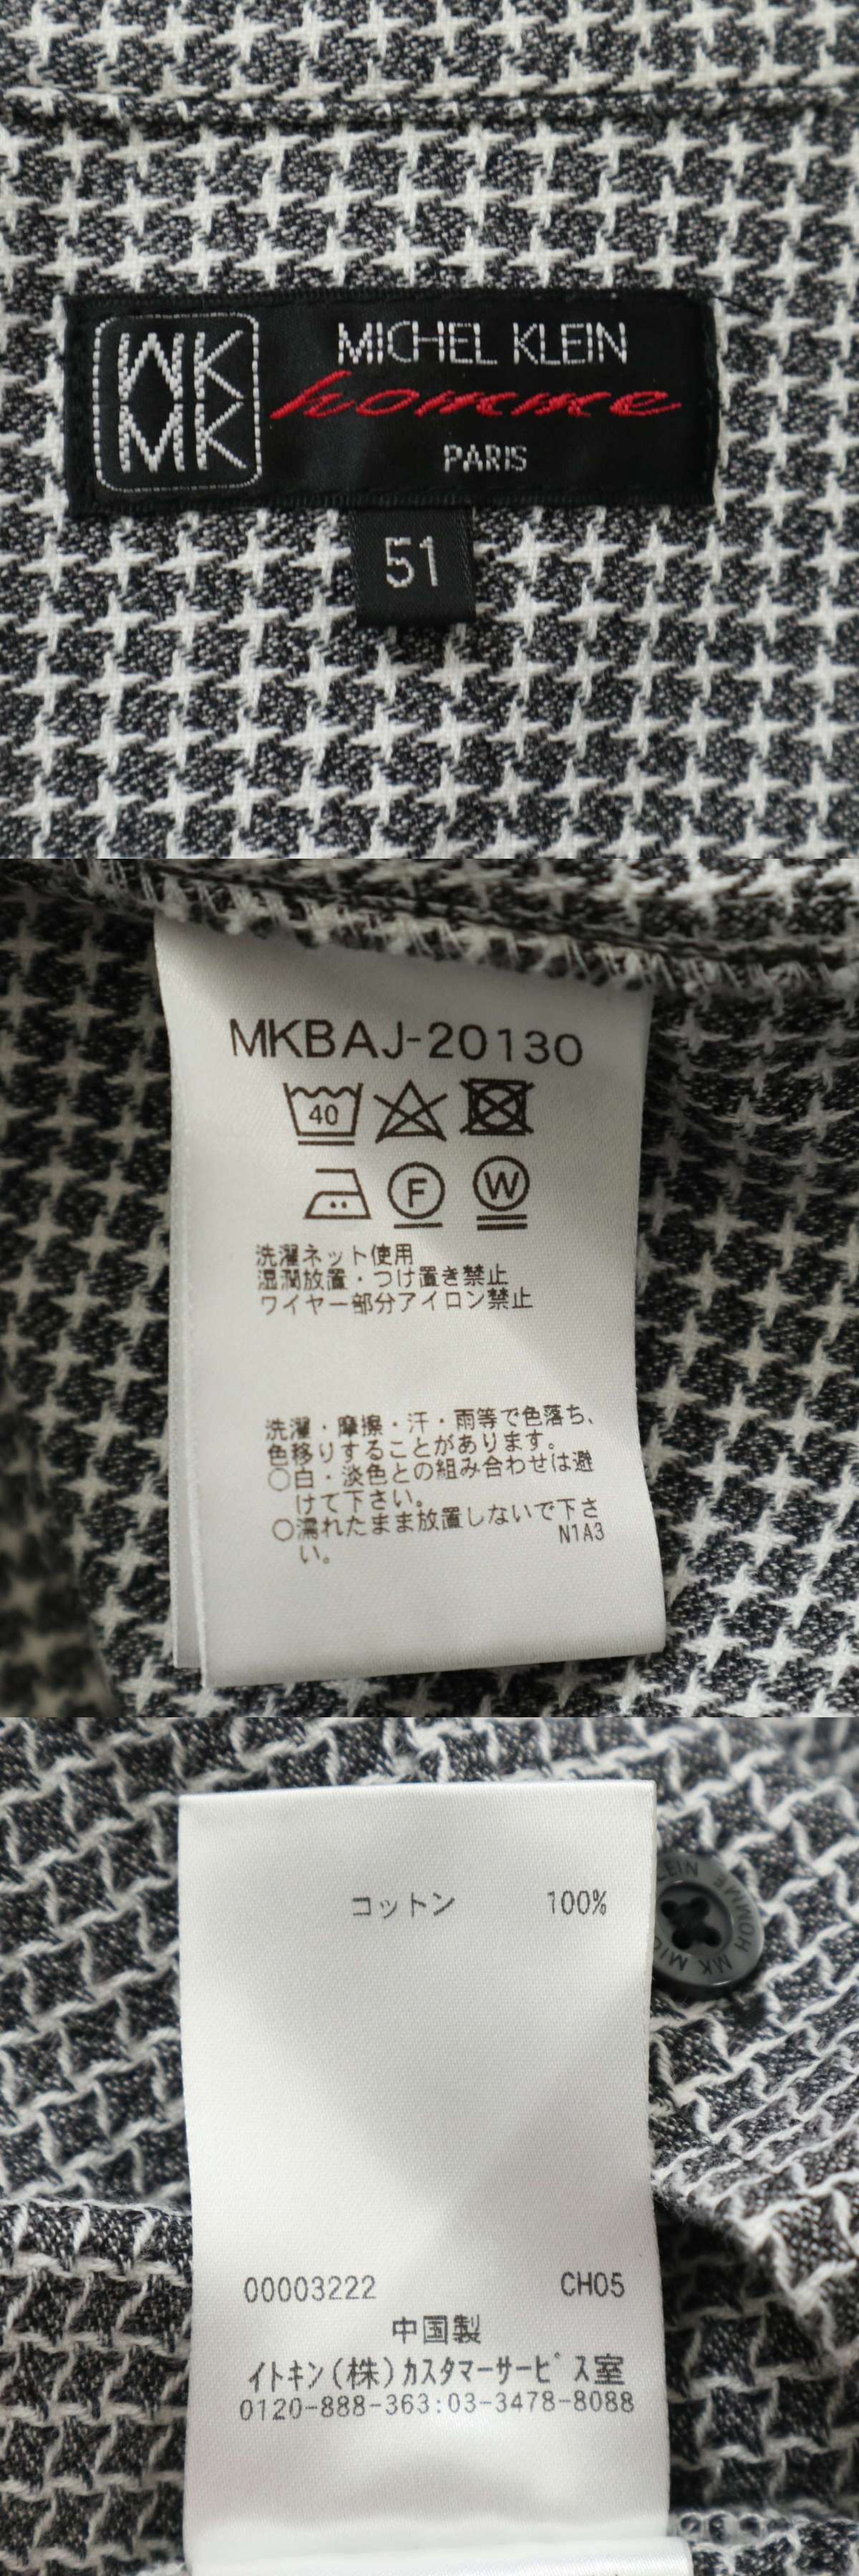 MK
MK
MICHEL KLEIN
homme
PARIS
51
MKBAJ-20130
40
F
W
洗濯ネット使用
湿潤放置・つけ置き禁止
ワイヤー部分アイロン禁止
洗濯・摩擦・汗・雨等で色落ち、
色移りすることがあります。
○白・淡色との組み合わせは避
けて下さい。
○濡れたまま放置しないで下さ
い。
N1A3
コットン 100%
KLEIN
MK MIC
00003222 CH05
中国製
イトキン(株)カスタマーサービス室
0120-888-363:03-3478-8088